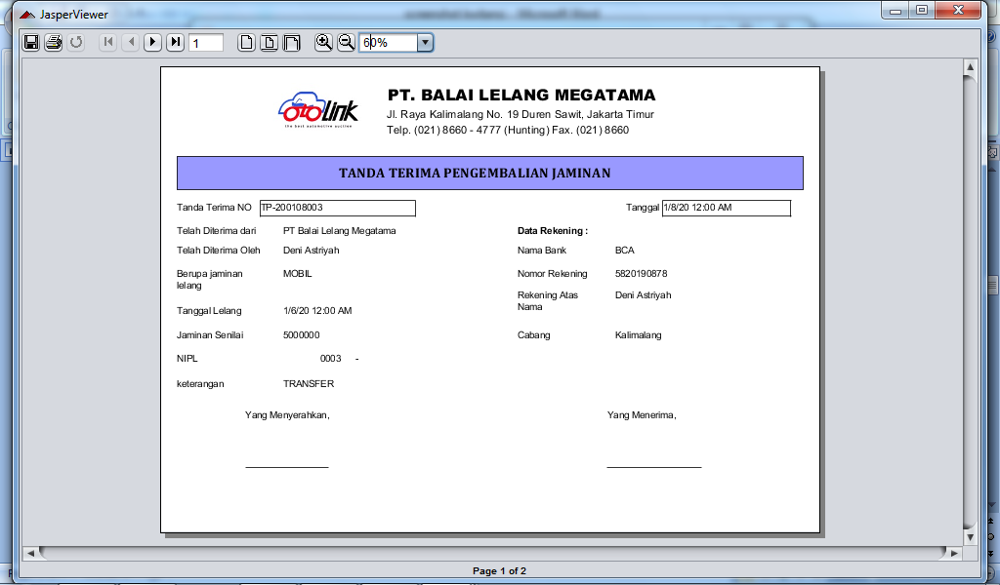 JasperViewer
1
60%
otolink
the best automotive auction
PT. BALAI LELANG MEGATAMA
Jl. Raya Kalimalang No. 19 Duren Sawit, Jakarta Timur
Telp. (021) 8660 - 4777 (Hunting) Fax. (021) 8660
TANDA TERIMA PENGEMBALIAN JAMINAN
Tanda Terima NO TP-200108003 Tanggal 1/8/20 12:00 AM
Telah Diterima dari PT Balai Lelang Megatama Data Rekening :
Telah Diterima Oleh Deni Astriyah Nama Bank BCA
Berupa jaminan lelang MOBIL Nomor Rekening 5820190878
Rekening Atas Nama Deni Astriyah
Tanggal Lelang 1/6/20 12:00 AM
Jaminan Senilai 5000000 Cabang Kalimalang
NIPL 0003 -
keterangan TRANSFER
Yang Menyerahkan, Yang Menerima,
Page 1 of 2